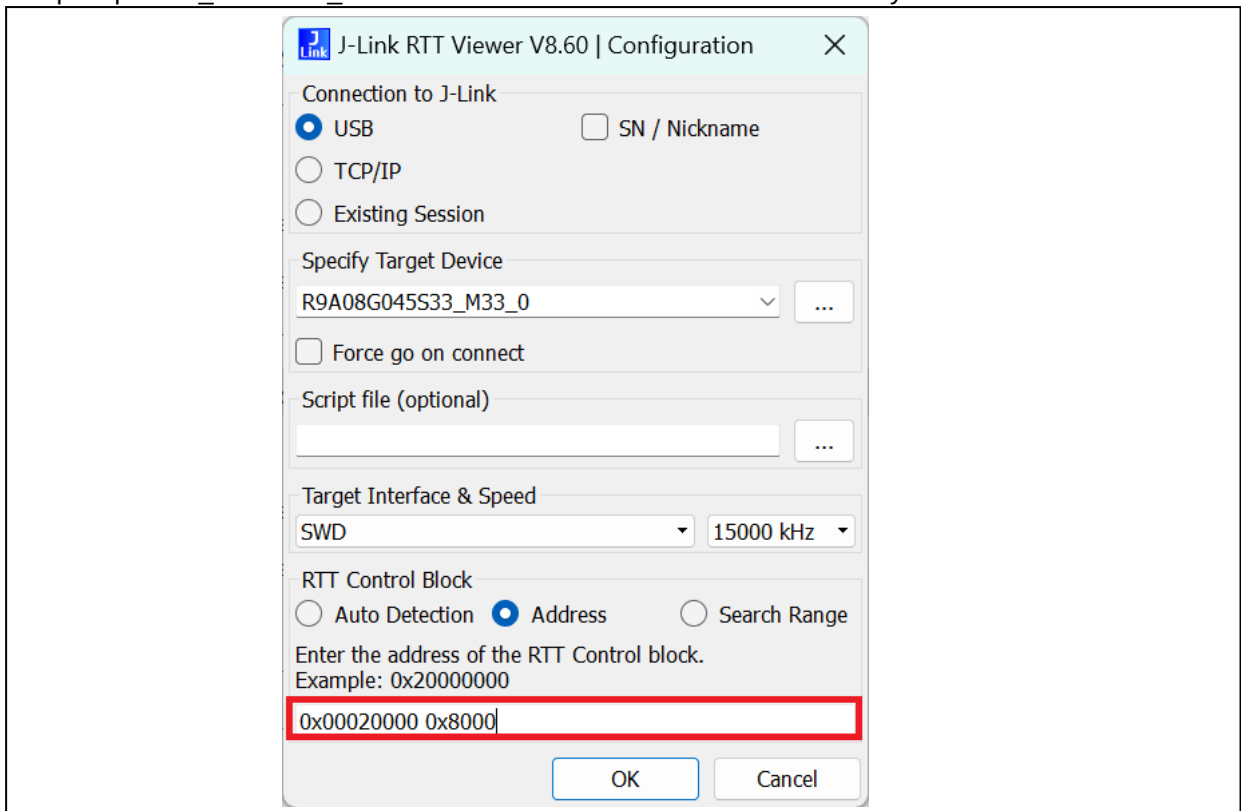 J-Link RTT Viewer V8.60 | Configuration
Connection to J-Link
USB SN / Nickname
TCP/IP
Existing Session
Specify Target Device
R9A08G045S33_M33_0 ...
Force go on connect
Script file (optional)
...
Target Interface & Speed
SWD 15000 kHz
RTT Control Block
Auto Detection Address Search Range
Enter the address of the RTT Control block.
Example: 0x20000000
0x00020000 0x8000
OK Cancel